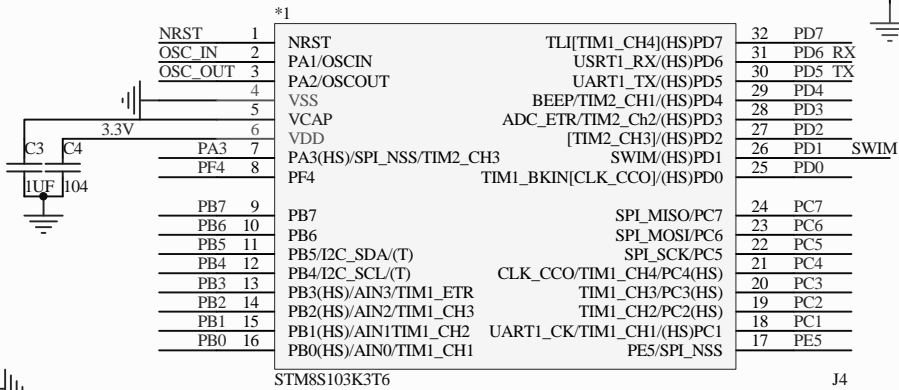 *1
NRST 1 NRST TLI[TIM1_CH4](HS)PD7 32 PD7
OSC_IN 2 PA1/OSCIN USRT1_RX/(HS)PD6 31 PD6 RX
OSC_OUT 3 PA2/OSCOUT UART1_TX/(HS)PD5 30 PD5 TX
4 VSS BEEP/TIM2_CH1/(HS)PD4 29 PD4
5 VCAP ADC_ETR/TIM2_Ch2/(HS)PD3 28 PD3
3.3V 6 VDD [TIM2_CH3]/(HS)PD2 27 PD2
C3 C4 PA3 7 PA3(HS)/SPI_NSS/TIM2_CH3 SWIM/(HS)PD1 26 PD1 SWIM
PF4 8 PF4 TIM1_BKIN[CLK_CCO]/(HS)PD0 25 PD0
1UF 104
PB7 9 PB7 SPI_MISO/PC7 24 PC7
PB6 10 PB6 SPI_MOSI/PC6 23 PC6
PB5 11 PB5/I2C_SDA/(T) SPI_SCK/PC5 22 PC5
PB4 12 PB4/I2C_SCL/(T) CLK_CCO/TIM1_CH4/PC4(HS) 21 PC4
PB3 13 PB3(HS)/AIN3/TIM1_ETR TIM1_CH3/PC3(HS) 20 PC3
PB2 14 PB2(HS)/AIN2/TIM1_CH3 TIM1_CH2/PC2(HS) 19 PC2
PB1 15 PB1(HS)/AIN1TIM1_CH2 UART1_CK/TIM1_CH1/(HS)PC1 18 PC1
PB0 16 PB0(HS)/AIN0/TIM1_CH1 PE5/SPI_NSS 17 PE5
STM8S103K3T6 J4